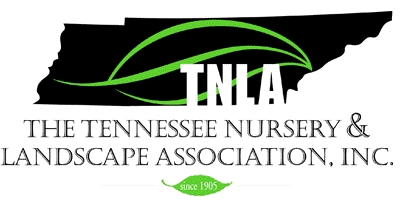 TNLA
THE TENNESSEE NURSERY &
LANDSCAPE ASSOCIATION, INC.
since 1905